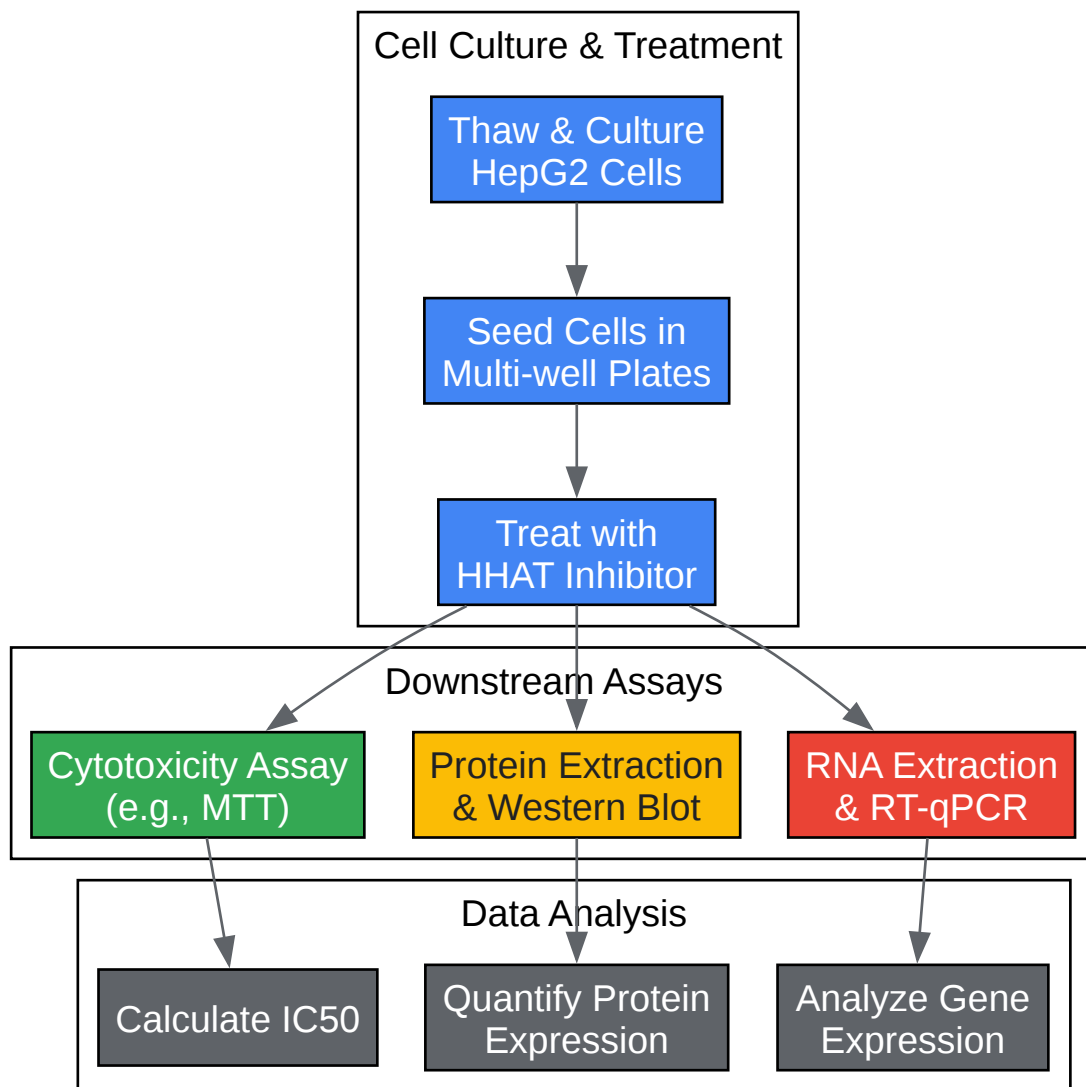 Cell Culture & Treatment
Thaw & Culture
HepG2 Cells
Seed Cells in
Multi-well Plates
Treat with
HHAT Inhibitor
Downstream Assays
Cytotoxicity Assay
(e.g., MTT)
Protein Extraction
& Western Blot
RNA Extraction
& RT-qPCR
Data Analysis
Calculate IC50
Quantify Protein
Expression
Analyze Gene
Expression